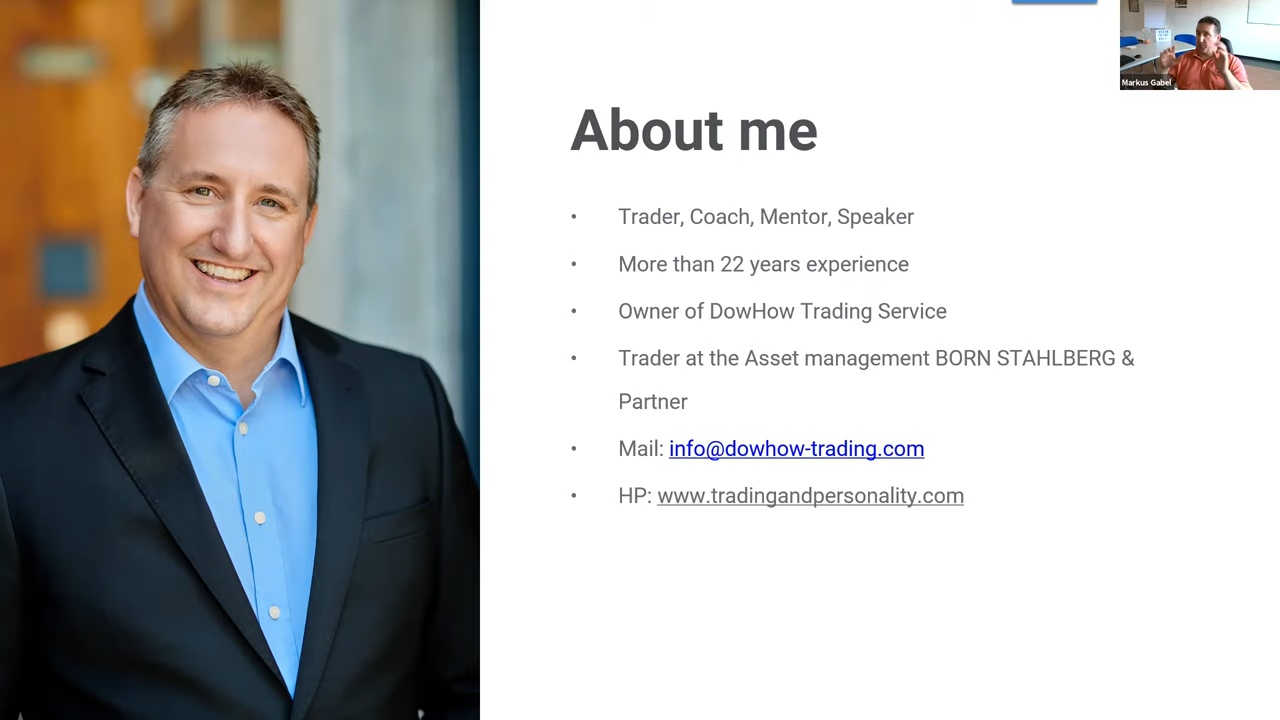 About me
• Trader, Coach, Mentor, Speaker
• More than 22 years experience
• Owner of DowHow Trading Service
• Trader at the Asset management BORN STAHLBERG &
Partner
• Mail: info@dowhow-trading.com
• HP: www.tradingandpersonality.com
Markus Gabel